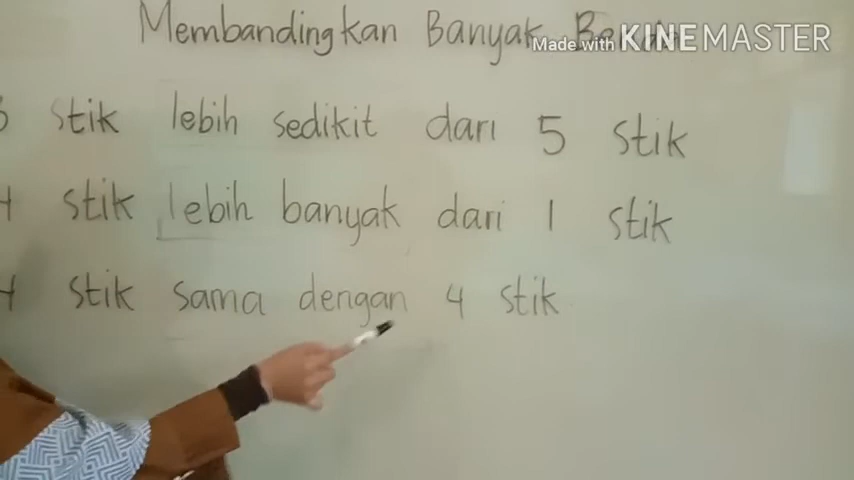 Membandingkan Banyak
Made with KINEMASTER
stik lebih sedikit dari 5 stik
stik lebih banyak dari 1 stik
stik sama dengan 4 stik